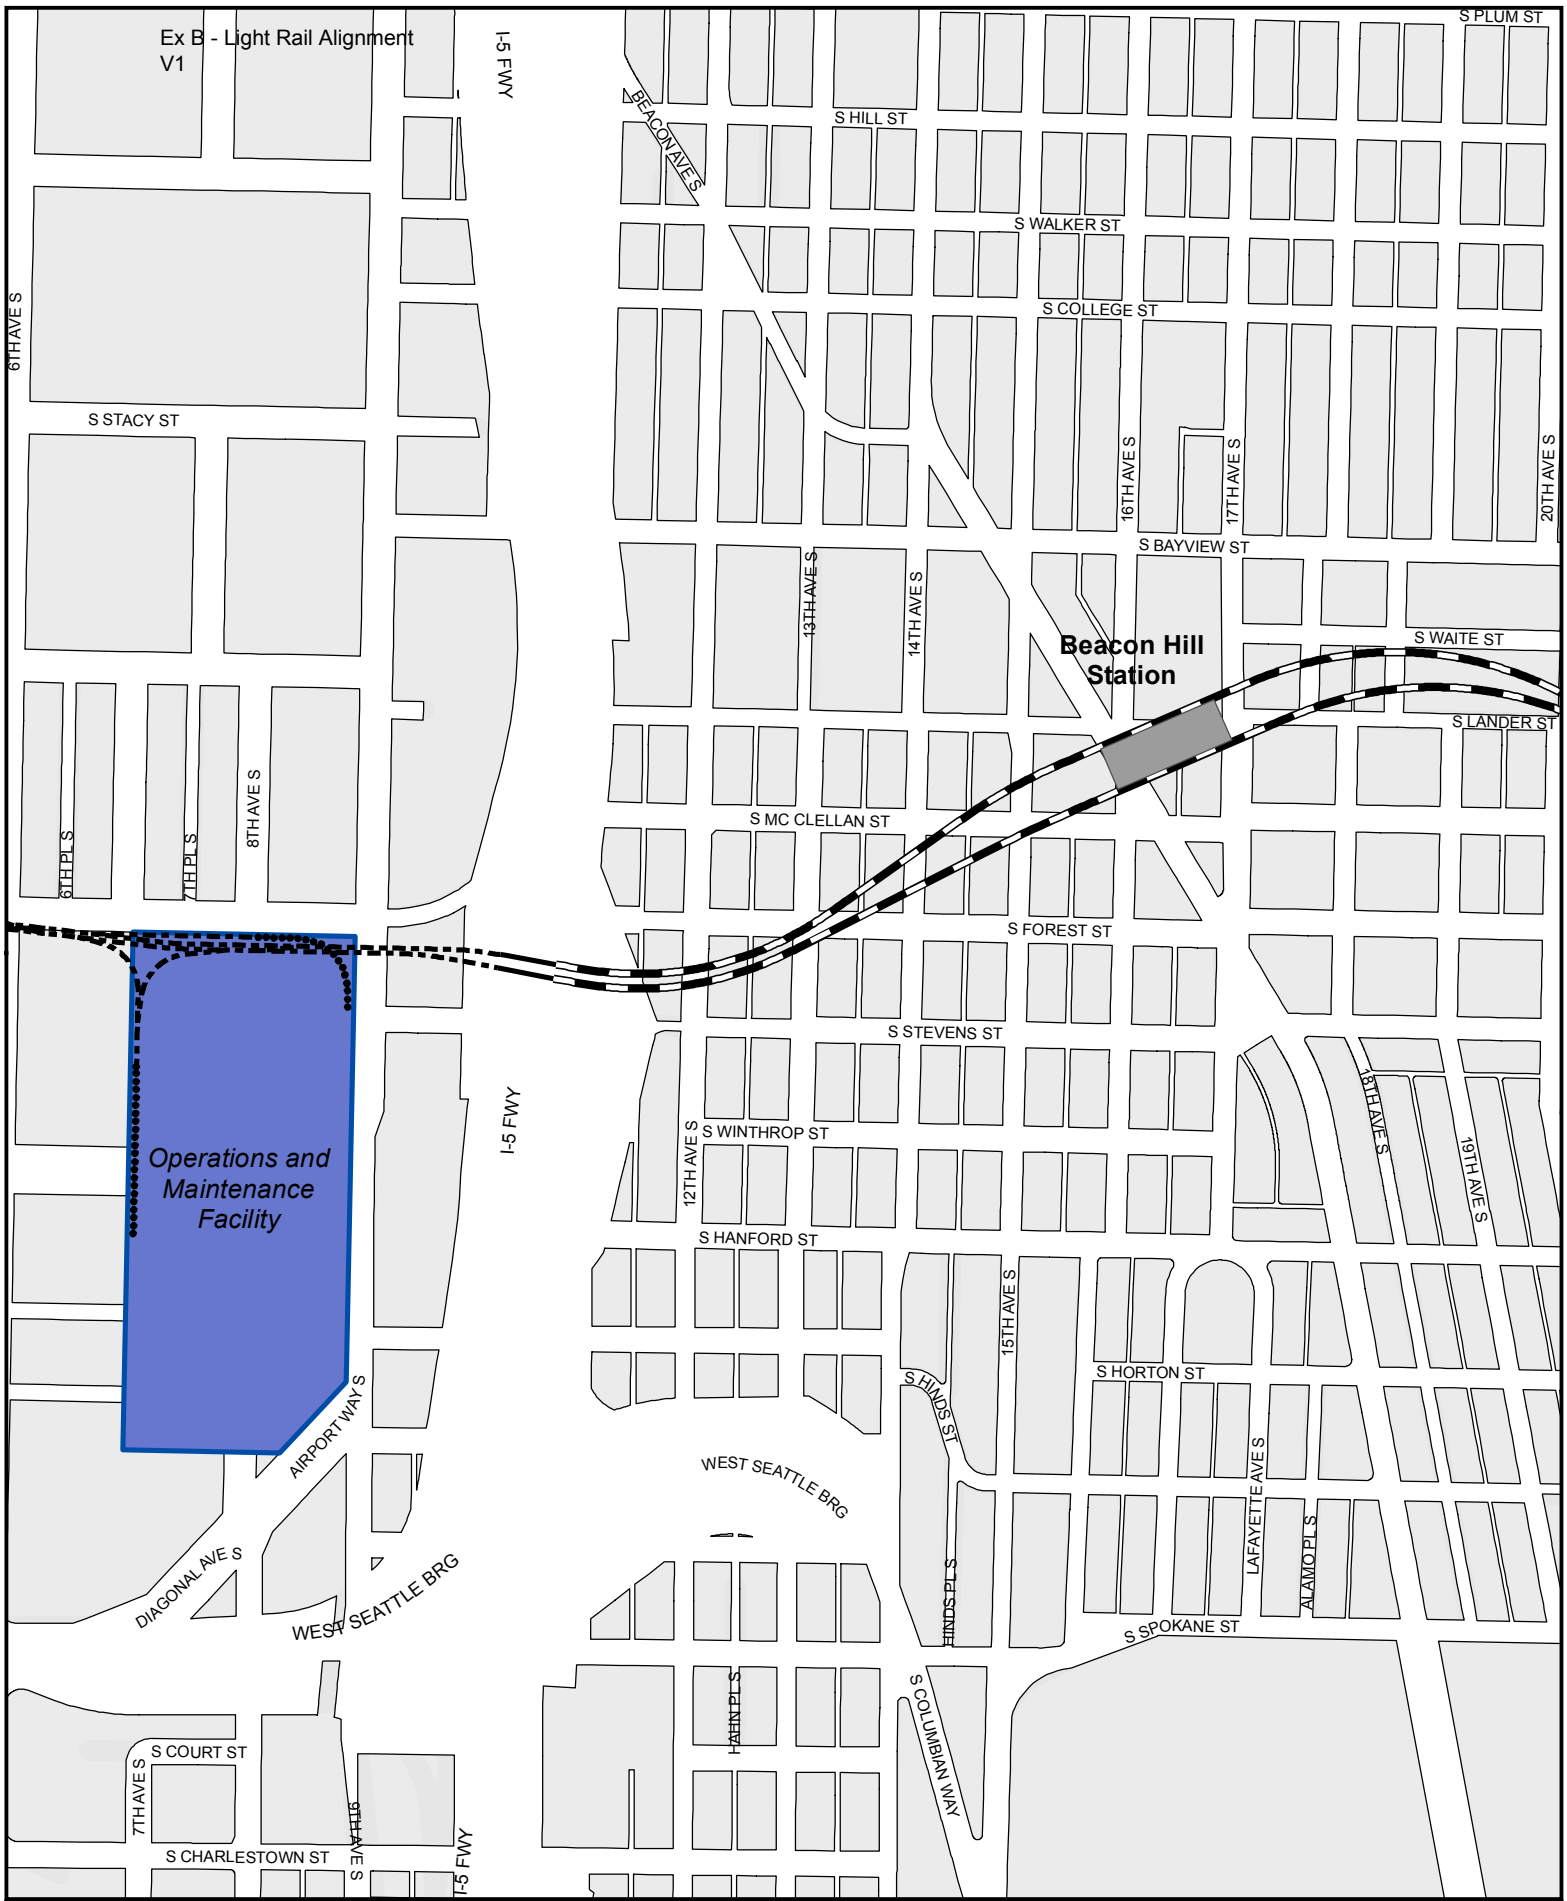 S PLUM ST
Ex B - Light Rail Alignment
V1
I-5 FWY
BEACON AVE S
S HILL ST
S WALKER ST
6TH AVE S
S COLLEGE ST
S STACY ST
16TH AVE S
17TH AVE S
20TH AVE S
S BAYVIEW ST
13TH AVE S
14TH AVE S
Beacon Hill
Station
S WAITE ST
S LANDER ST
6TH PL S
7TH PL S
8TH AVE S
S MC CLELLAN ST
S FOREST ST
S STEVENS ST
I-5 FWY
18TH AVE S
19TH AVE S
S WINTHROP ST
12TH AVE S
Operations and
Maintenance
Facility
S HANFORD ST
15TH AVE S
S HORTON ST
S HINDS ST
AIRPORT WAY S
WEST SEATTLE BRG
LAFAYETTE AVE S
ALAMO PL S
DIAGONAL AVE S
WEST SEATTLE BRG
HINDS PL S
S SPOKANE ST
HAHN PL S
S COLUMBIAN WAY
S COURT ST
7TH AVE S
9TH AVE S
S CHARLESTOWN ST
I-5 FWY